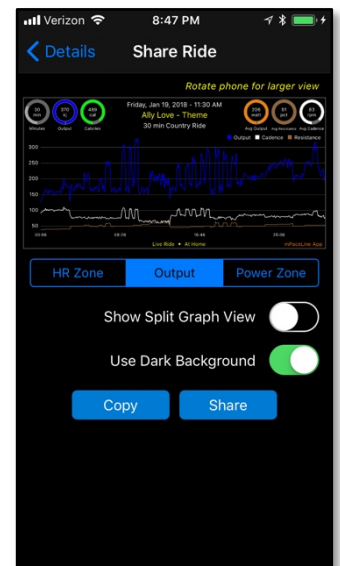 Verizon 8:47 PM
Details Share Ride
Rotate phone for larger view
Friday, Jan 19, 2018 - 11:30 AM
Ally Love - Theme
30 min Country Ride
30 min
370 kj
449 cal
206 watt
51 pct
82 rpm
Minutes Output Calories
Avg Output Avg Resistance Avg Cadence
Output Cadence Resistance
300
250
200
150
100
50
Live Ride • At Home
mPaceLine App
HR Zone Output Power Zone
Show Split Graph View
Use Dark Background
Copy Share